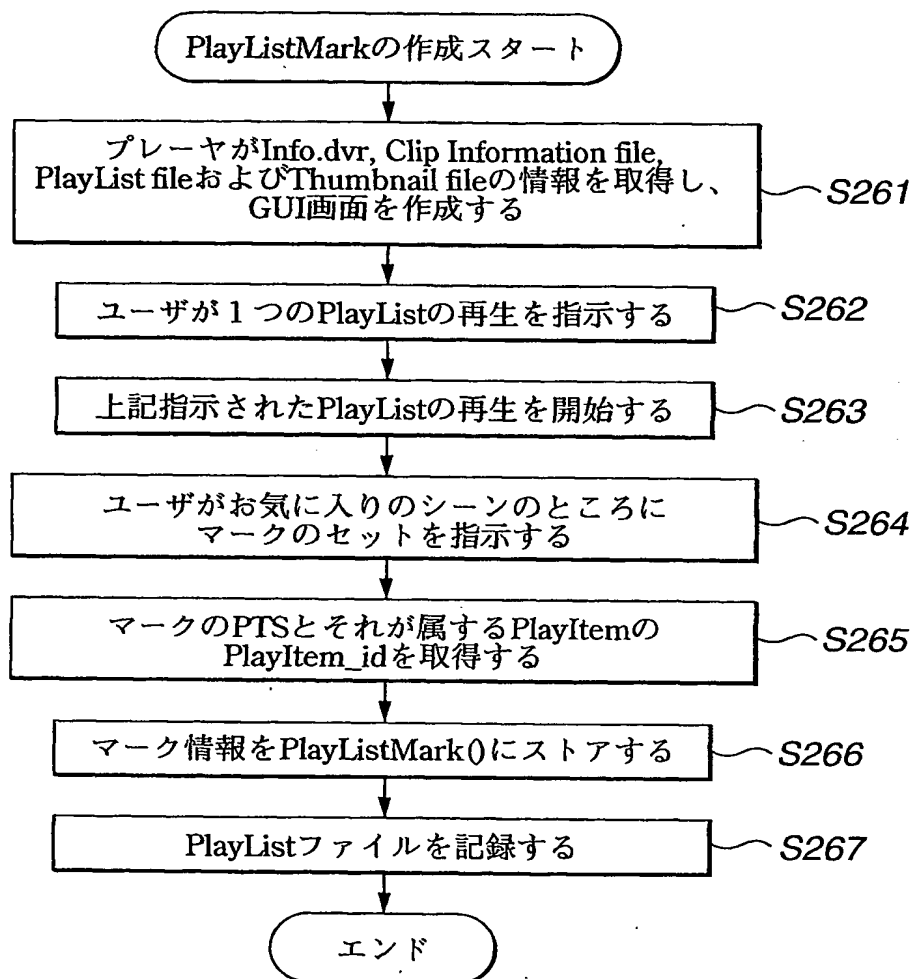 PlayListMarkの作成スタート
プレーヤがInfo.dvr, Clip Information file,
PlayList fileおよびThumbnail fileの情報を取得し、
GUI画面を作成する
S261
ユーザが1つのPlayListの再生を指示する
S262
上記指示されたPlayListの再生を開始する
S263
ユーザがお気に入りのシーンのところに
マークのセットを指示する
S264
マークのPTSとそれが属するPlayItemの
PlayItem_idを取得する
S265
マーク情報をPlayListMark()にストアする
S266
PlayListファイルを記録する
S267
エンド